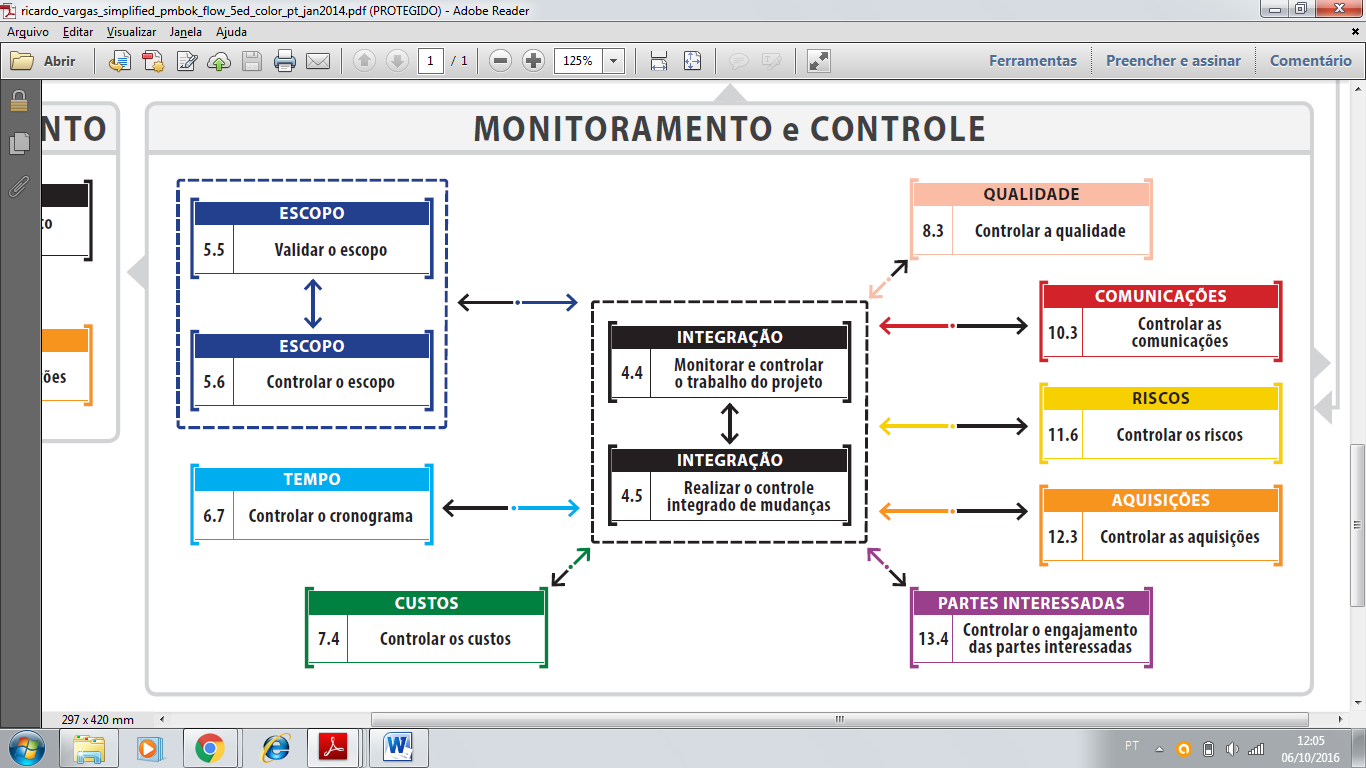 ricardo_vargas_simplified_pmbok_flow_5ed_color_pt_jan2014.pdf (PROTEGIDO) - Adobe Reader
Arquivo Editar Visualizar Janela Ajuda
Abrir
1 / 1
125%
Ferramentas
Preencher e assinar
Comentário
NTO
to
ções
MONITORAMENTO e CONTROLE
ESCOPO
5.5 Validar o escopo
ESCOPO
5.6 Controlar o escopo
TEMPO
6.7 Controlar o cronograma
CUSTOS
7.4 Controlar os custos
INTEGRAÇÃO
4.4 Monitorar e controlar
o trabalho do projeto
INTEGRAÇÃO
4.5 Realizar o controle
integrado de mudanças
QUALIDADE
8.3 Controlar a qualidade
COMUNICAÇÕES
10.3 Controlar as
comunicações
RISCOS
11.6 Controlar os riscos
AQUISIÇÕES
12.3 Controlar as aquisições
PARTES INTERESSADAS
13.4 Controlar o engajamento
das partes interessadas
297 x 420 mm
PT
12:05
06/10/2016